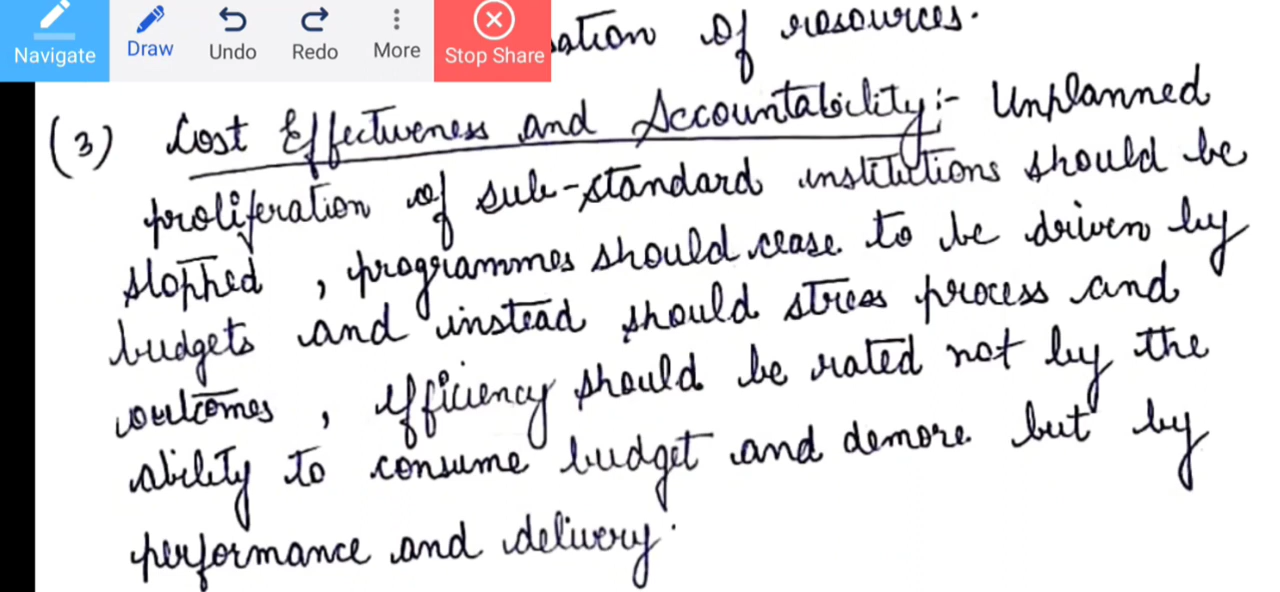 Navigate Draw Undo Redo More Stop Share
sation of resources.
(3) Cost Effectiveness and Accountability:- Unplanned
proliferation of sub-standard institutions should be
stopped, programmes should cease to be driven by
budgets and instead should stress process and
outcomes, efficiency should be rated not by the
ability to consume budget and demore but by
performance and delivery.